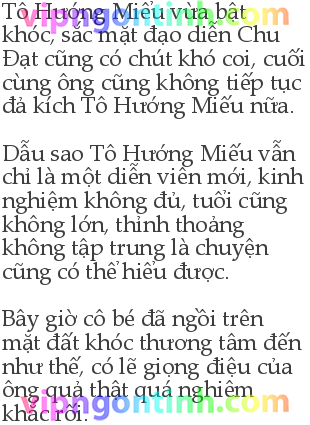 Tô Hướng Miểu vừa bật
khóc, sắc mặt đạo diễn Chu
Đạt cũng có chút khó coi, cuối
cùng ông cũng không tiếp tục
đả kích Tô Hướng Miếu nữa.
Dẫu sao Tô Hướng Miếu vẫn
chỉ là một diễn viên mới, kinh
nghiệm không đủ, tuổi cũng
không lớn, thỉnh thoảng
không tập trung là chuyện
cũng có thể hiểu được.
Bây giờ cô bé đã ngồi trên
mặt đất khóc thương tâm đến
như thế, có lẽ giọng điệu của
ông quả thật quá nghiêm
khắc rồi.
vipngontinh.com
vipngontinh.com